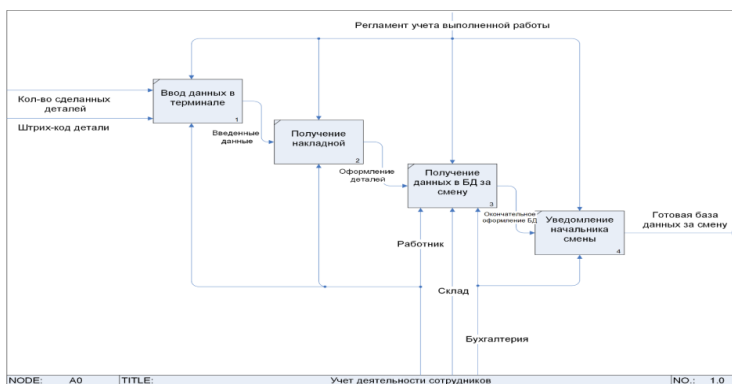 Регламент учета выполненной работы
Ввод данных в
терминале
1
Кол-во сделанных
деталей
Штрих-код детали
Введенные
данные
Получение
накладной
2
Оформление
деталей
Получение
данных в БД за
смену
3
Окончательное
оформление БД
Уведомление
начальника
смены
4
Готовая база
данных за смену
Работник
Склад
Бухгалтерия
NODE: A0 TITLE: Учет деятельности сотрудников NO.: 1.0